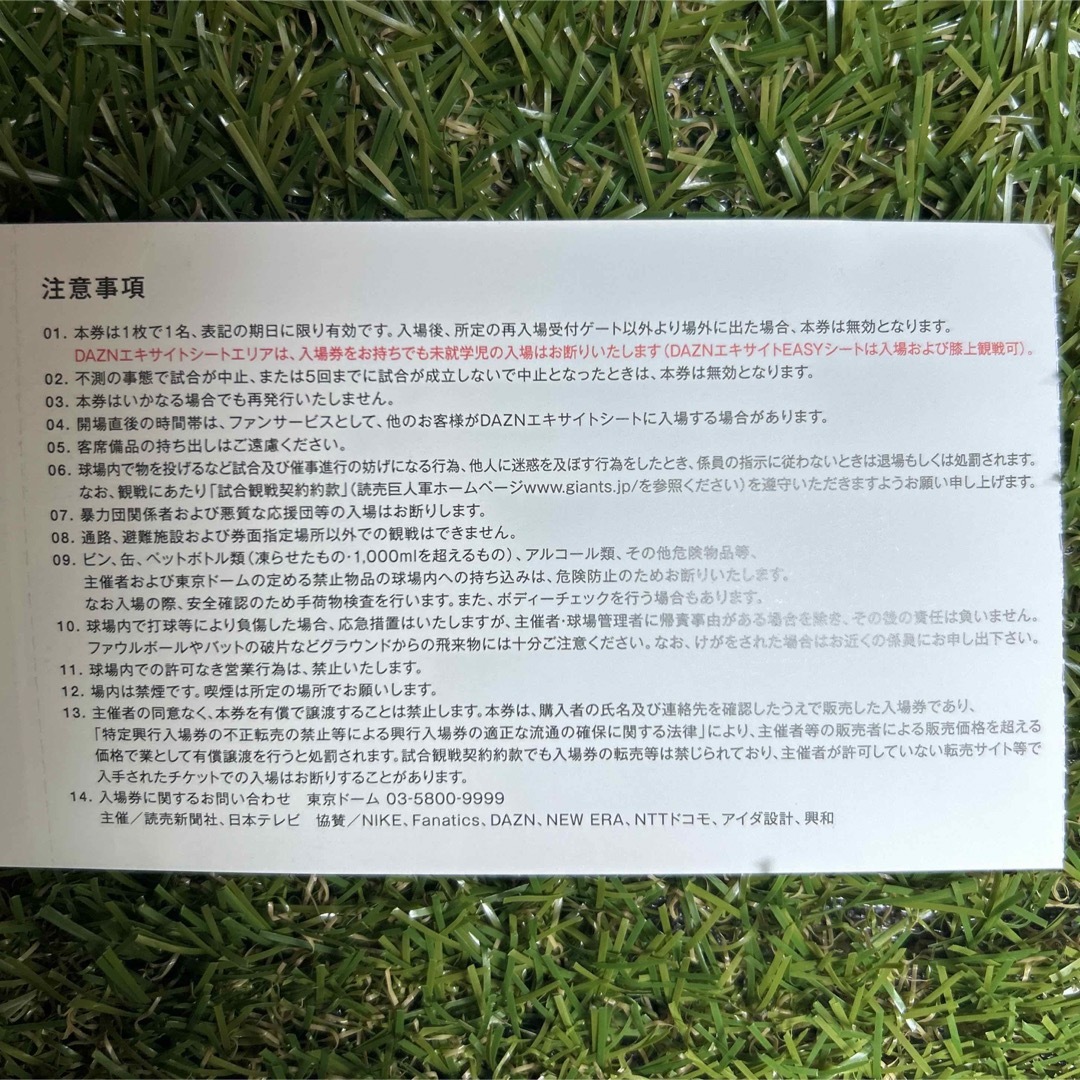 注意事項
01. 本券は1枚で1名、表記の期日に限り有効です。入場後、所定の再入場受付ゲート以外より場外に出た場合、本券は無効となります。
DAZNエキサイトシートエリアは、入場券をお持ちでも未就学児の入場はお断りいたします(DAZNエキサイトEASYシートは入場および膝上観戦可)。
02. 不測の事態で試合が中止、または5回までに試合が成立しないで中止となったときは、本券は無効となります。
03. 本券はいかなる場合でも再発行いたしません。
04. 開場直後の時間帯は、ファンサービスとして、他のお客様がDAZNエキサイトシートに入場する場合があります。
05. 客席備品の持ち出しはご遠慮ください。
06. 球場内で物を投げるなど試合及び催事進行の妨げになる行為、他人に迷惑を及ぼす行為をしたとき、係員の指示に従わないときは退場もしくは処罰されます。
なお、観戦にあたり「試合観戦契約約款」(読売巨人軍ホームページwww.giants.jp/を参照ください)を遵守いただきますようお願い申し上げます。
07. 暴力団関係者および悪質な応援団等の入場はお断りします。
08. 通路、避難施設および券面指定場所以外での観戦はできません。
09. ビン、缶、ペットボトル類(凍らせたもの・1,000mlを超えるもの)、アルコール類、その他危険物品等、
主催者および東京ドームの定める禁止物品の球場内への持ち込みは、危険防止のためお断りいたします。
なお入場の際、安全確認のため手荷物検査を行います。また、ボディーチェックを行う場合もあります。
10. 球場内で打球等により負傷した場合、応急措置はいたしますが、主催者・球場管理者に帰責事由がある場合を除き、その後の責任は負いません。
ファウルボールやバットの破片などグラウンドからの飛来物には十分ご注意ください。なお、けがをされた場合はお近くの係員にお申し出下さい。
11. 球場内での許可なき営業行為は、禁止いたします。
12. 場内は禁煙です。喫煙は所定の場所でお願いします。
13. 主催者の同意なく、本券を有償で譲渡することは禁止します。本券は、購入者の氏名及び連絡先を確認したうえで販売した入場券であり、
「特定興行入場券の不正転売の禁止等による興行入場券の適正な流通の確保に関する法律」により、主催者等の販売者による販売価格を超える
価格で業として有償譲渡を行うと処罰されます。試合観戦契約約款でも入場券の転売等は禁じられており、主催者が許可していない転売サイト等で
入手されたチケットでの入場はお断りすることがあります。
14. 入場券に関するお問い合わせ 東京ドーム 03-5800-9999
主催/読売新聞社、日本テレビ 協賛/NIKE、Fanatics、DAZN、NEW ERA、NTTドコモ、アイダ設計、興和